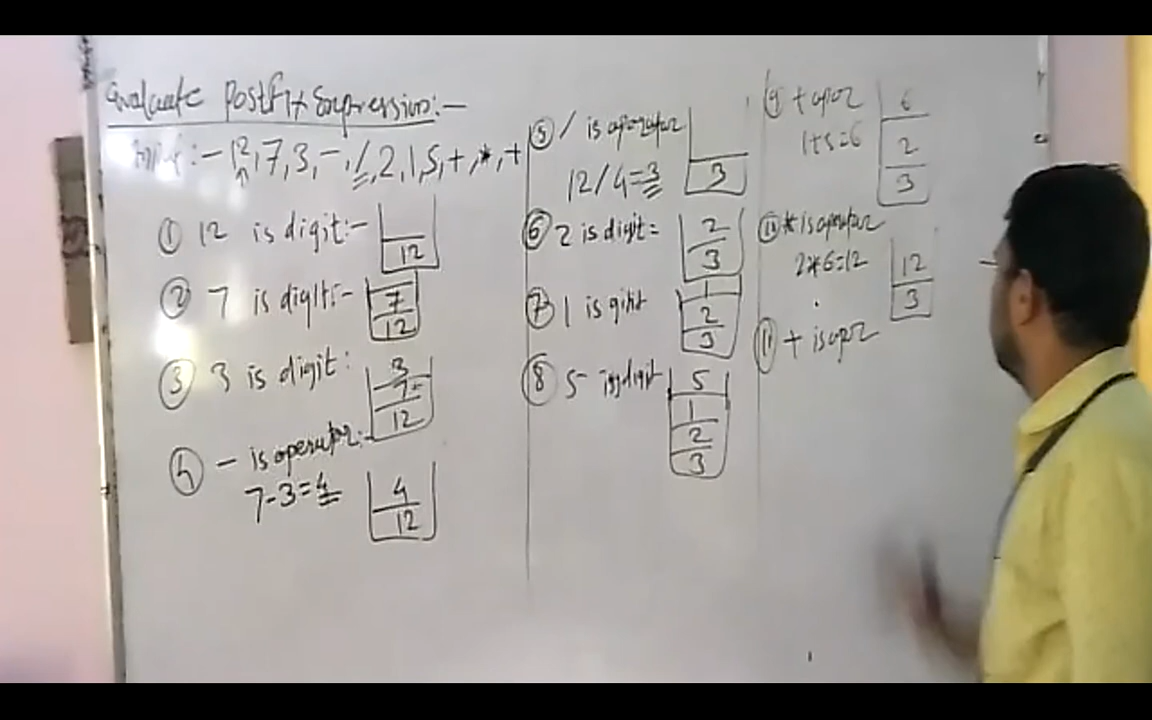 Evaluate Postfix Expression:-
:- 12, 7, 3, -, /, 2, 1, 5, +, *, +
① 12 is digit:-
12
② 7 is digit:-
7
12
③ 3 is digit:
3
7
12
④ - is operator:-
7-3=4
4
12
⑤ / is operator
12/4=3
3
⑥ 2 is digit=
2
3
⑦ 1 is
1
2
3
⑧ 5 is digit
5
1
2
3
⑨ + oper
1+5=6
6
2
3
⑩ * is operator
2*6=12
12
3
⑪ + is opr